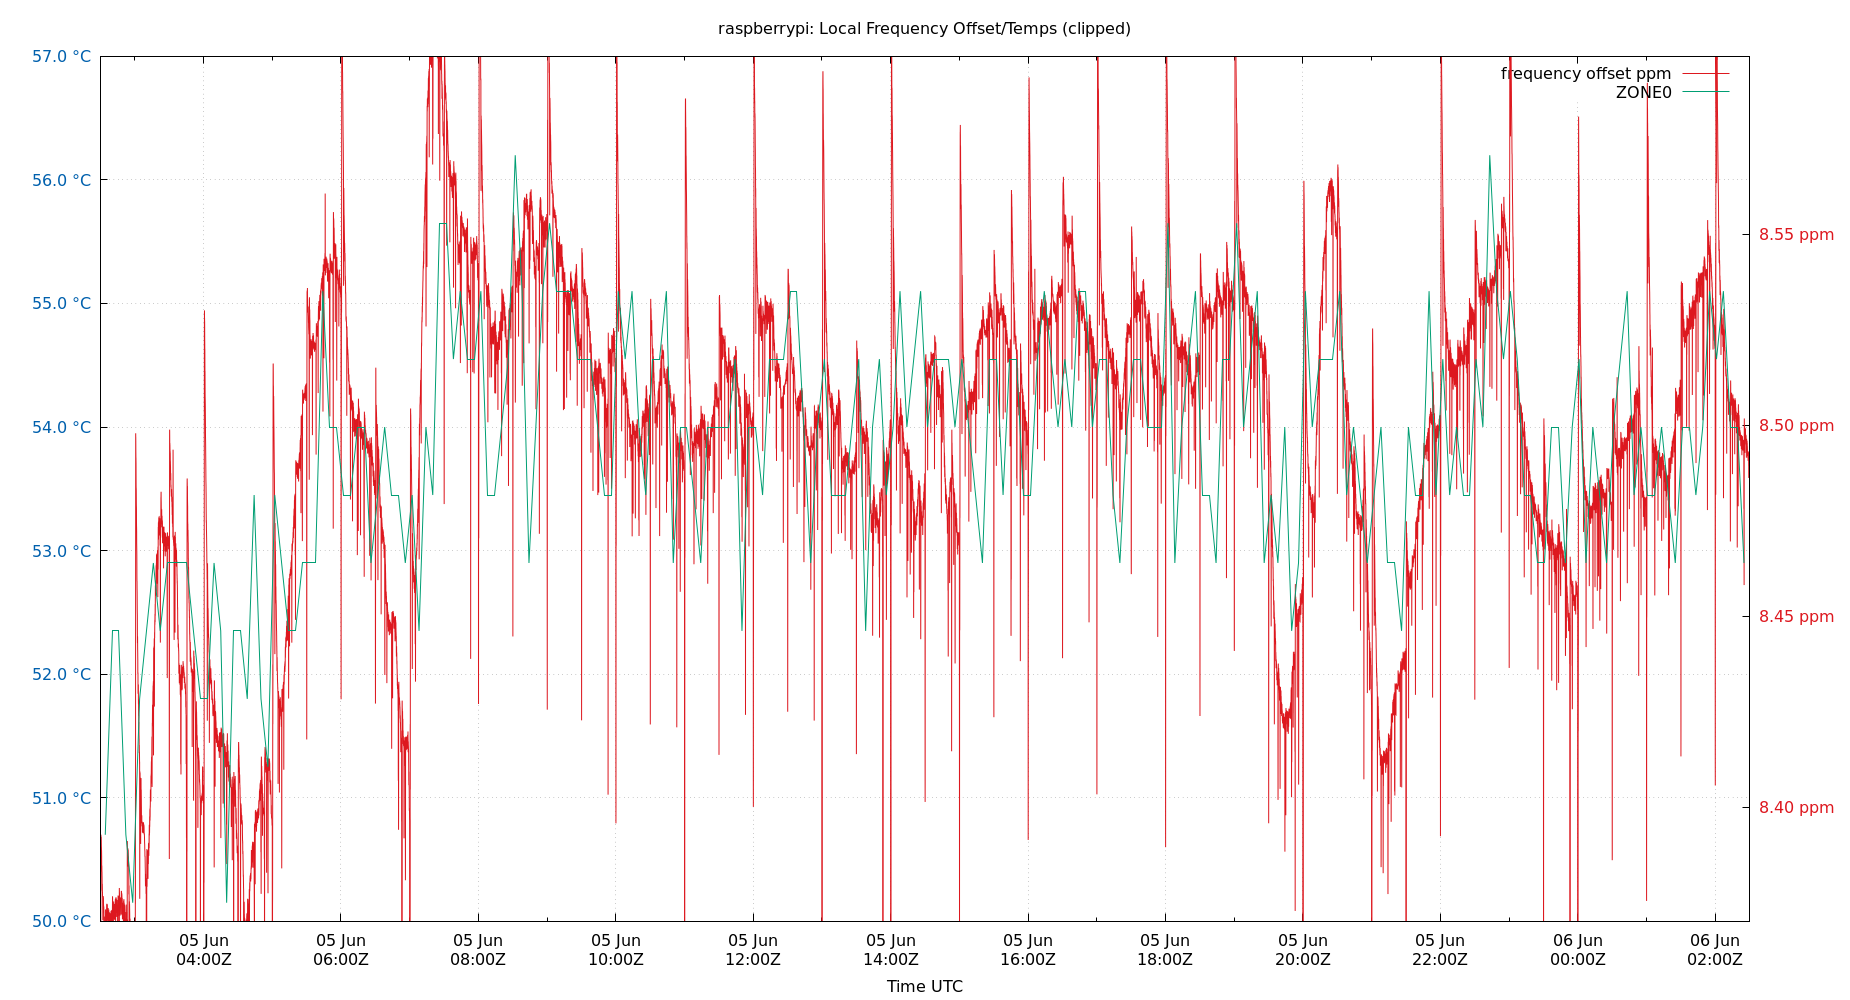 raspberrypi: Local Frequency Offset/Temps (clipped)
frequency offset ppm
ZONE0
57.0 °C
56.0 °C
55.0 °C
54.0 °C
53.0 °C
52.0 °C
51.0 °C
50.0 °C
8.55 ppm
8.50 ppm
8.45 ppm
8.40 ppm
05 Jun 05 Jun 05 Jun 05 Jun 05 Jun 05 Jun 05 Jun 05 Jun 05 Jun 05 Jun 06 Jun 06 Jun
04:00Z 06:00Z 08:00Z 10:00Z 12:00Z 14:00Z 16:00Z 18:00Z 20:00Z 22:00Z 00:00Z 02:00Z
Time UTC